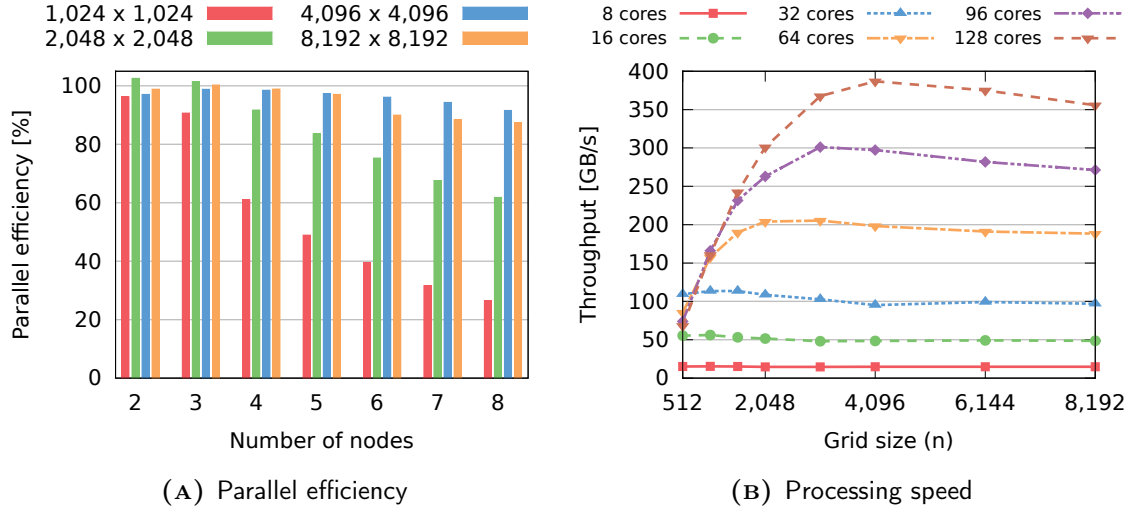 1,024 x 1,024
4,096 x 4,096
2,048 x 2,048
8,192 x 8,192
Parallel efficiency [%]
100
80
60
40
20
0
2 3 4 5 6 7 8
Number of nodes
(A) Parallel efficiency
8 cores
32 cores
96 cores
16 cores
64 cores
128 cores
Throughput [GB/s]
400
350
300
250
200
150
100
50
0
512 2,048 4,096 6,144 8,192
Grid size (n)
(B) Processing speed